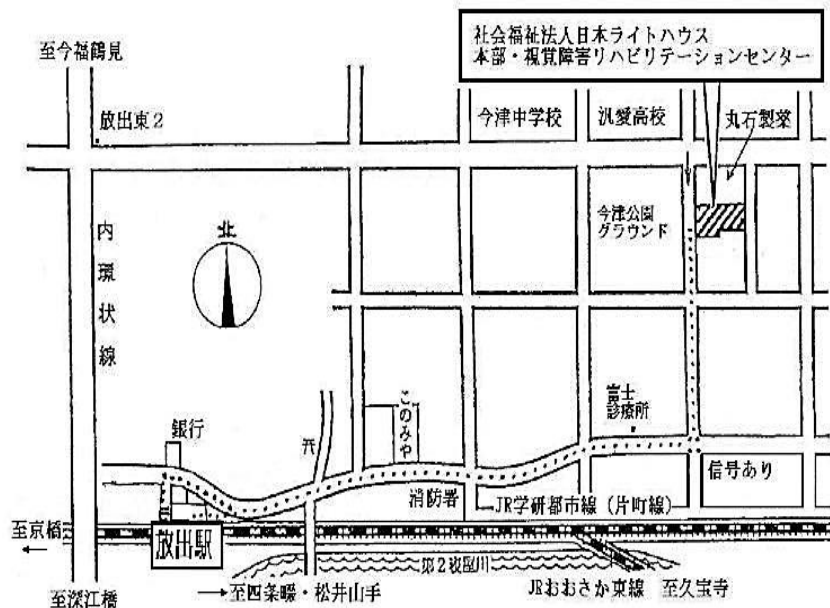 社会福祉法人日本ライトハウス
本部・視覚障害リハビリテーションセンター
至今福鶴見
放出東2
今津中学校
汎愛高校
丸石製薬
今津公園
グラウンド
内環状線
北
富士
診療所
このみや
銀行
消防署
信号あり
JR学研都市線（片町線）
至京橋
放出駅
第2寝屋川
至深江橋
至四条畷・松井山手
JRおおさか東線
至久宝寺